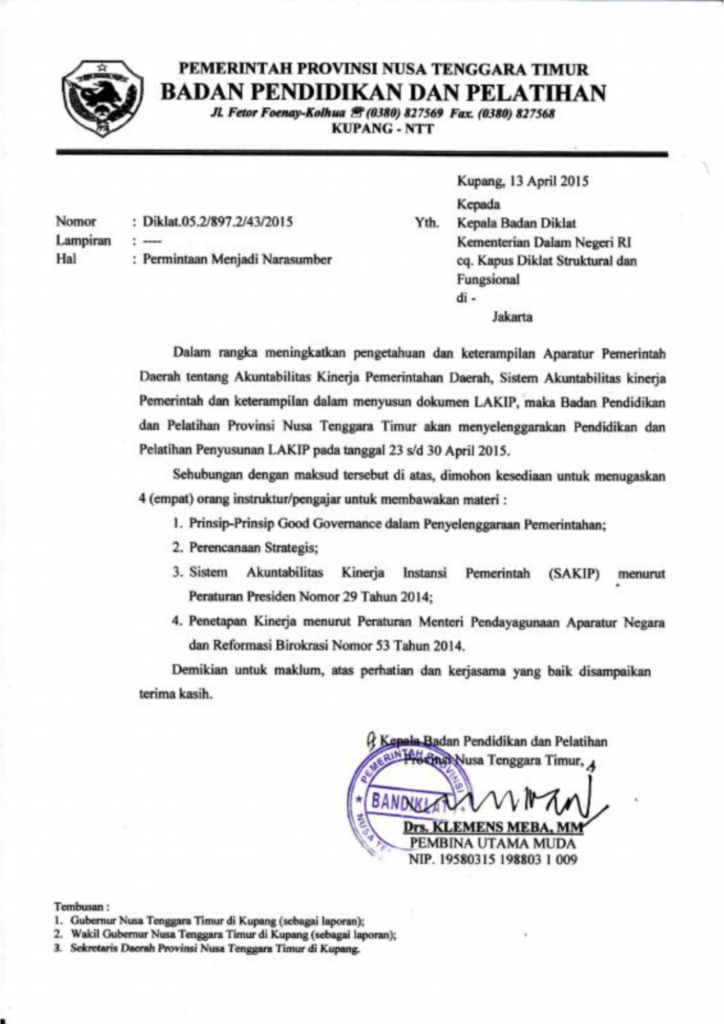 PEMERINTAH PROVINSI NUSA TENGGARA TIMUR
BADAN PENDIDIKAN DAN PELATIHAN
Jl. Fetor Foenay-Kolhua ☎ (0380) 827569 Fax. (0380) 827568
KUPANG - NTT
Kupang, 13 April 2015
Kepada
Nomor : Diklat.05.2/897.2/43/2015 Yth. Kepala Badan Diklat
Lampiran : ---- Kementerian Dalam Negeri RI
Hal : Permintaan Menjadi Narasumber cq. Kapus Diklat Struktural dan
Fungsional
di -
Jakarta
Dalam rangka meningkatkan pengetahuan dan keterampilan Aparatur Pemerintah
Daerah tentang Akuntabilitas Kinerja Pemerintahan Daerah, Sistem Akuntabilitas kinerja
Pemerintah dan keterampilan dalam menyusun dokumen LAKIP, maka Badan Pendidikan
dan Pelatihan Provinsi Nusa Tenggara Timur akan menyelenggarakan Pendidikan dan
Pelatihan Penyusunan LAKIP pada tanggal 23 s/d 30 April 2015.
Sehubungan dengan maksud tersebut di atas, dimohon kesediaan untuk menugaskan
4 (empat) orang instruktur/pengajar untuk membawakan materi :
1. Prinsip-Prinsip Good Governance dalam Penyelenggaraan Pemerintahan;
2. Perencanaan Strategis;
3. Sistem Akuntabilitas Kinerja Instansi Pemerintah (SAKIP) menurut
Peraturan Presiden Nomor 29 Tahun 2014;
4. Penetapan Kinerja menurut Peraturan Menteri Pendayagunaan Aparatur Negara
dan Reformasi Birokrasi Nomor 53 Tahun 2014.
Demikian untuk maklum, atas perhatian dan kerjasama yang baik disampaikan
terima kasih.
Kepala Badan Pendidikan dan Pelatihan
Provinsi Nusa Tenggara Timur,
PEMERINTAH PROVINSI
BANDIKLAT
NUSA TE
Drs. KLEMENS MEBA, MM
PEMBINA UTAMA MUDA
NIP. 19580315 198803 1 009
Tembusan :
1. Gubernur Nusa Tenggara Timur di Kupang (sebagai laporan);
2. Wakil Gubernur Nusa Tenggara Timur di Kupang (sebagai laporan);
3. Sekretaris Daerah Provinsi Nusa Tenggara Timur di Kupang.